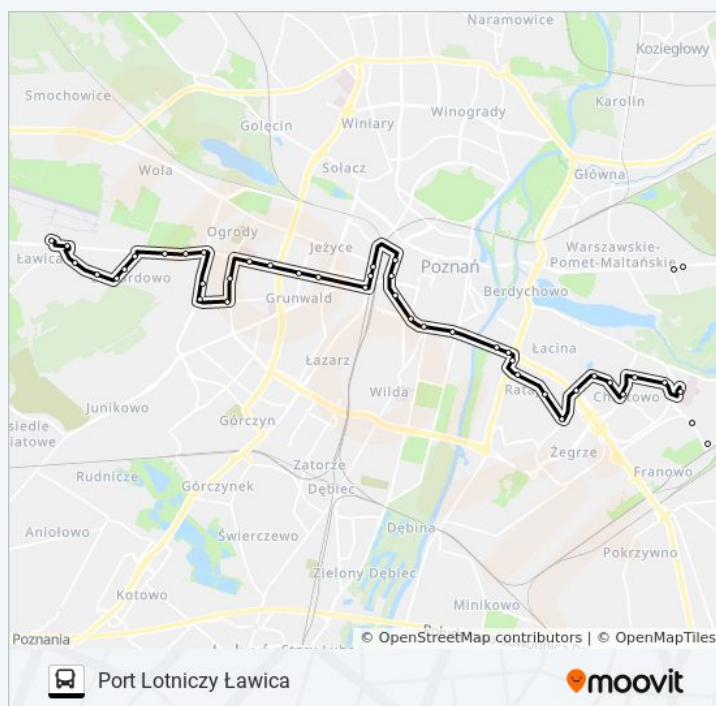 Naramowice
Koziegłowy
Smochowice
Karolin
Winogrady
Golęcin
Winiary
Sołacz
Główna
Wola
Ogrody
Jeżyce
Warszawskie-
Pomet-Maltańskie
Ławica
Poznań
Grunwald
Berdychowo
Łazarz
Łacina
Wilda
Junikowo
Górczyn
Żegrze
Franowo
Zatorze
Dębiec
Rudnicze
Górczynek
Dębina
Aniołowo
Świerczewo
Pokrzywno
Zielony Dębiec
Kotowo
Minikowo
Poznania
© OpenStreetMap contributors | © OpenMapTiles
Port Lotniczy Ławica
moovit